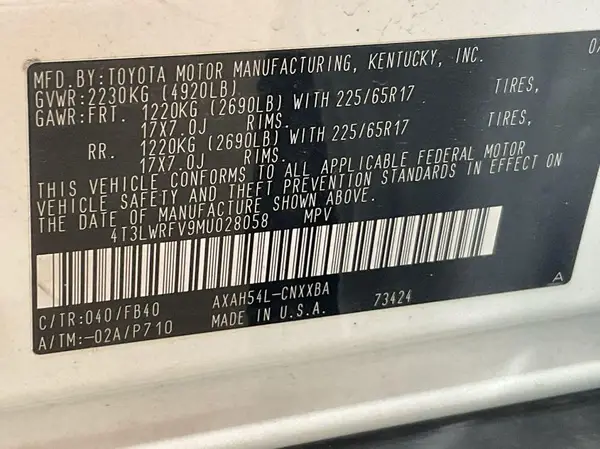 MFD.BY:TOYOTA MOTOR MANUFACTURING, KENTUCKY, INC.
GVWR:2230KG (4920LB)
GAWR:FRT. 1220KG (2690LB) WITH 225/65R17 TIRES,
17X7.0J RIMS.
RR. 1220KG (2690LB) WITH 225/65R17 TIRES,
17X7.0J RIMS.
THIS VEHICLE CONFORMS TO ALL APPLICABLE FEDERAL MOTOR
VEHICLE SAFETY AND THEFT PREVENTION STANDARDS IN EFFECT ON
THE DATE OF MANUFACTURE SHOWN ABOVE.
4T3LWRFV9MU028058 MPV
C/TR:040/FB40 AXAH54L-CNXXBA 73424 A
A/TM:-02A/P710 MADE IN U.S.A.